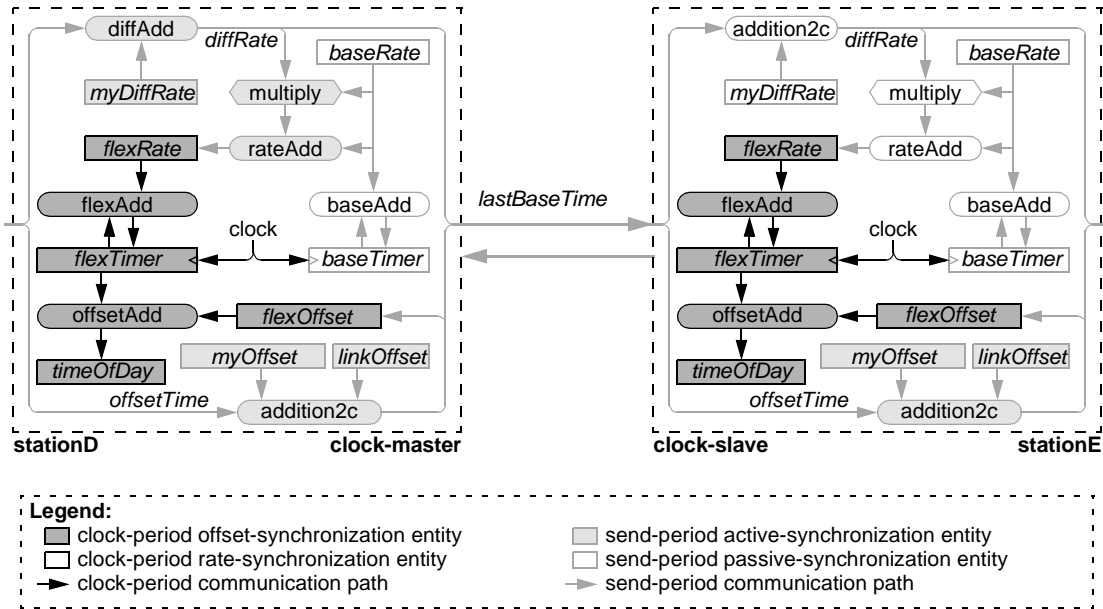 diffAdd
diffRate
baseRate
myDiffRate
multiply
flexRate
rateAdd
flexAdd
baseAdd
clock
flexTimer
baseTimer
offsetAdd
flexOffset
timeOfDay
myOffset
linkOffset
offsetTime
addition2c
stationD
clock-master
lastBaseTime
addition2c
diffRate
baseRate
myDiffRate
multiply
flexRate
rateAdd
flexAdd
baseAdd
clock
flexTimer
baseTimer
offsetAdd
flexOffset
timeOfDay
myOffset
linkOffset
offsetTime
addition2c
clock-slave
stationE
Legend:
clock-period offset-synchronization entity
clock-period rate-synchronization entity
clock-period communication path
send-period active-synchronization entity
send-period passive-synchronization entity
send-period communication path